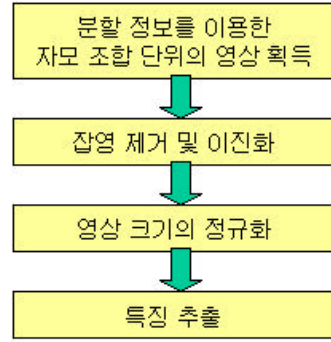 분할 정보를 이용한
자모 조합 단위의 영상 획득
잡영 제거 및 이진화
영상 크기의 정규화
특징 추출